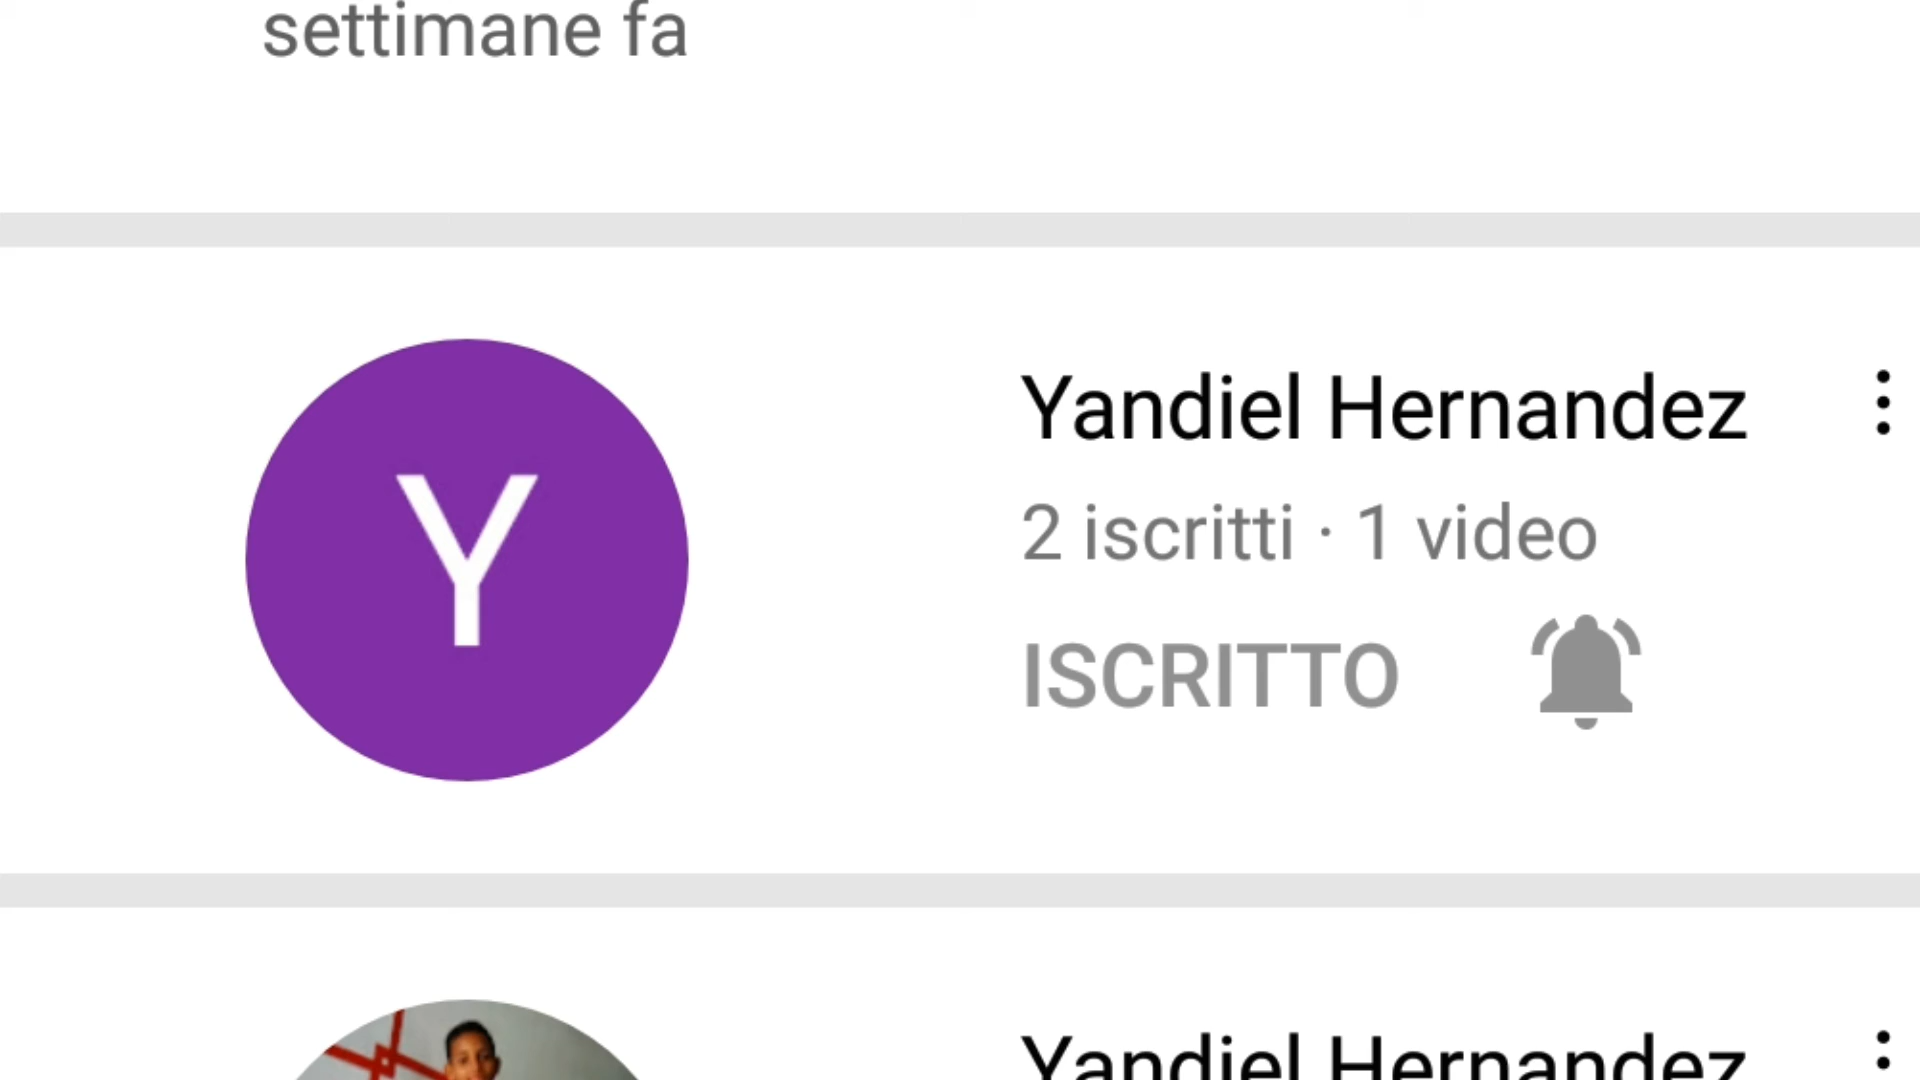 settimane fa
Y
Yandiel Hernandez
2 iscritti · 1 video
ISCRITTO
Yandiel Hernandez